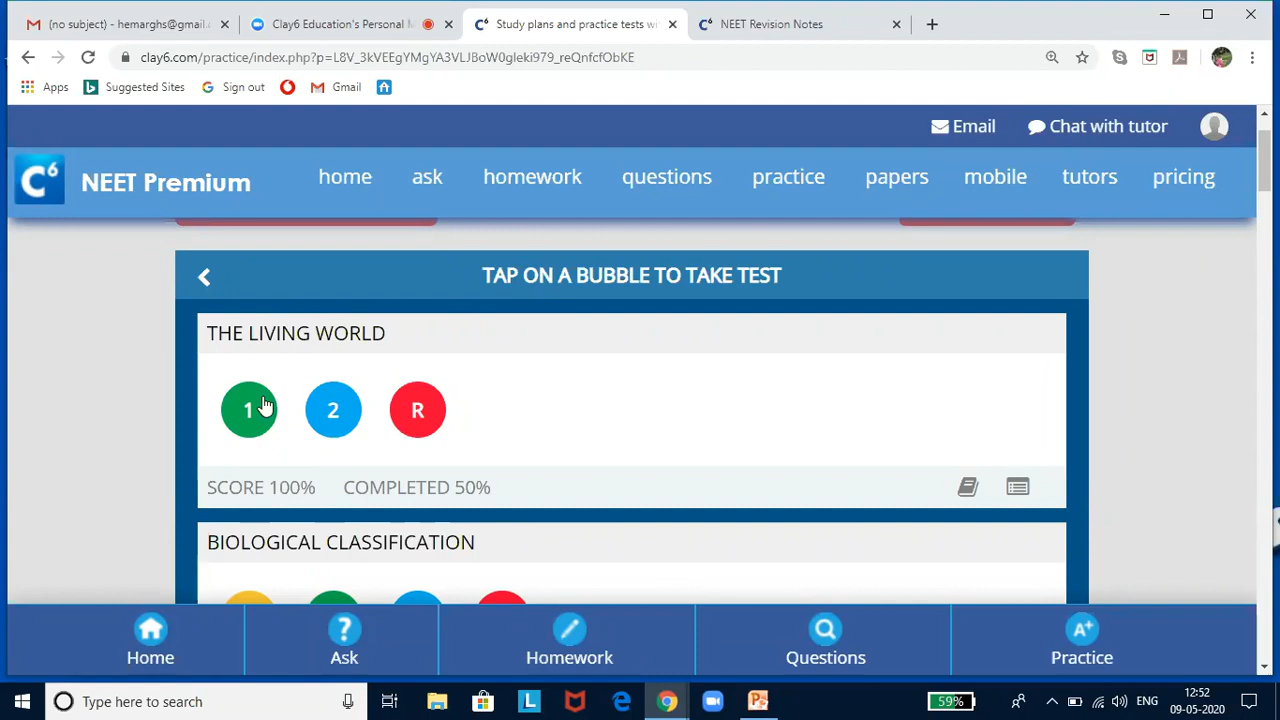 (no subject) - hemarghs@gmail.
Clay6 Education's Personal M
Study plans and practice tests wi
NEET Revision Notes
clay6.com/practice/index.php?p=L8V_3kVEEgYMgYA3VLJBoW0gIeki979_reQnfcfObKE
Apps
Suggested Sites
Sign out
Gmail
Email
Chat with tutor
C6
NEET Premium
home
ask
homework
questions
practice
papers
mobile
tutors
pricing
TAP ON A BUBBLE TO TAKE TEST
THE LIVING WORLD
1
2
R
SCORE 100%
COMPLETED 50%
BIOLOGICAL CLASSIFICATION
Home
Ask
Homework
Questions
A+
Practice
Type here to search
59%
ENG
12:52
09-05-2020